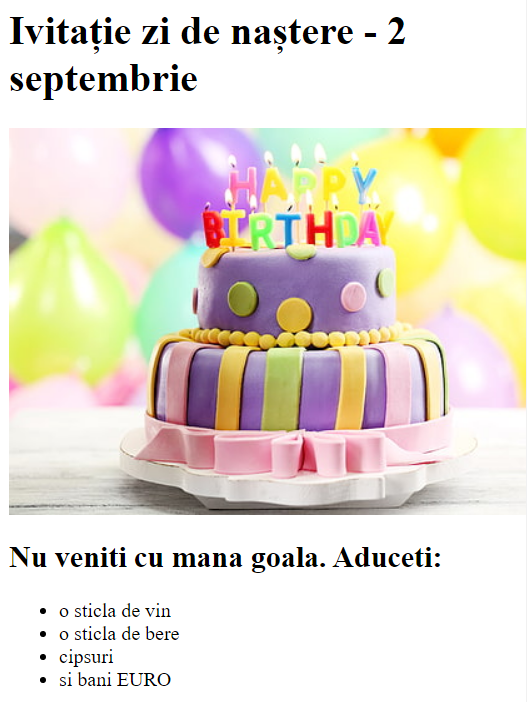 Ivitație zi de naștere - 2
septembrie
HAPPY
BIRTHDAY
Nu veniti cu mana goala. Aduceti:
o sticla de vin
o sticla de bere
cipsuri
si bani EURO